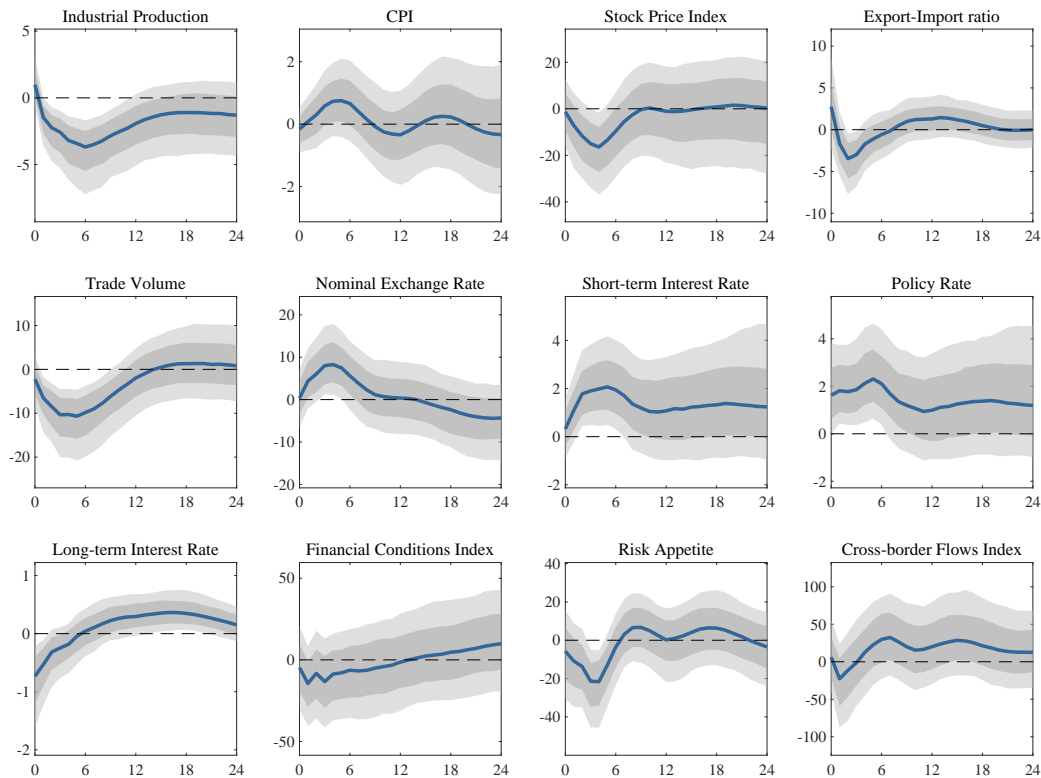 Industrial Production
5
0
-5
0 6 12 18 24
CPI
2
0
-2
0 6 12 18 24
Stock Price Index
20
0
-20
-40
0 6 12 18 24
Export-Import ratio
10
5
0
-5
-10
0 6 12 18 24
Trade Volume
10
0
-10
-20
0 6 12 18 24
Nominal Exchange Rate
20
10
0
-10
-20
0 6 12 18 24
Short-term Interest Rate
4
2
0
-2
0 6 12 18 24
Policy Rate
4
2
0
-2
0 6 12 18 24
Long-term Interest Rate
1
0
-1
-2
0 6 12 18 24
Financial Conditions Index
50
0
-50
0 6 12 18 24
Risk Appetite
40
20
0
-20
-40
0 6 12 18 24
Cross-border Flows Index
100
50
0
-50
-100
0 6 12 18 24